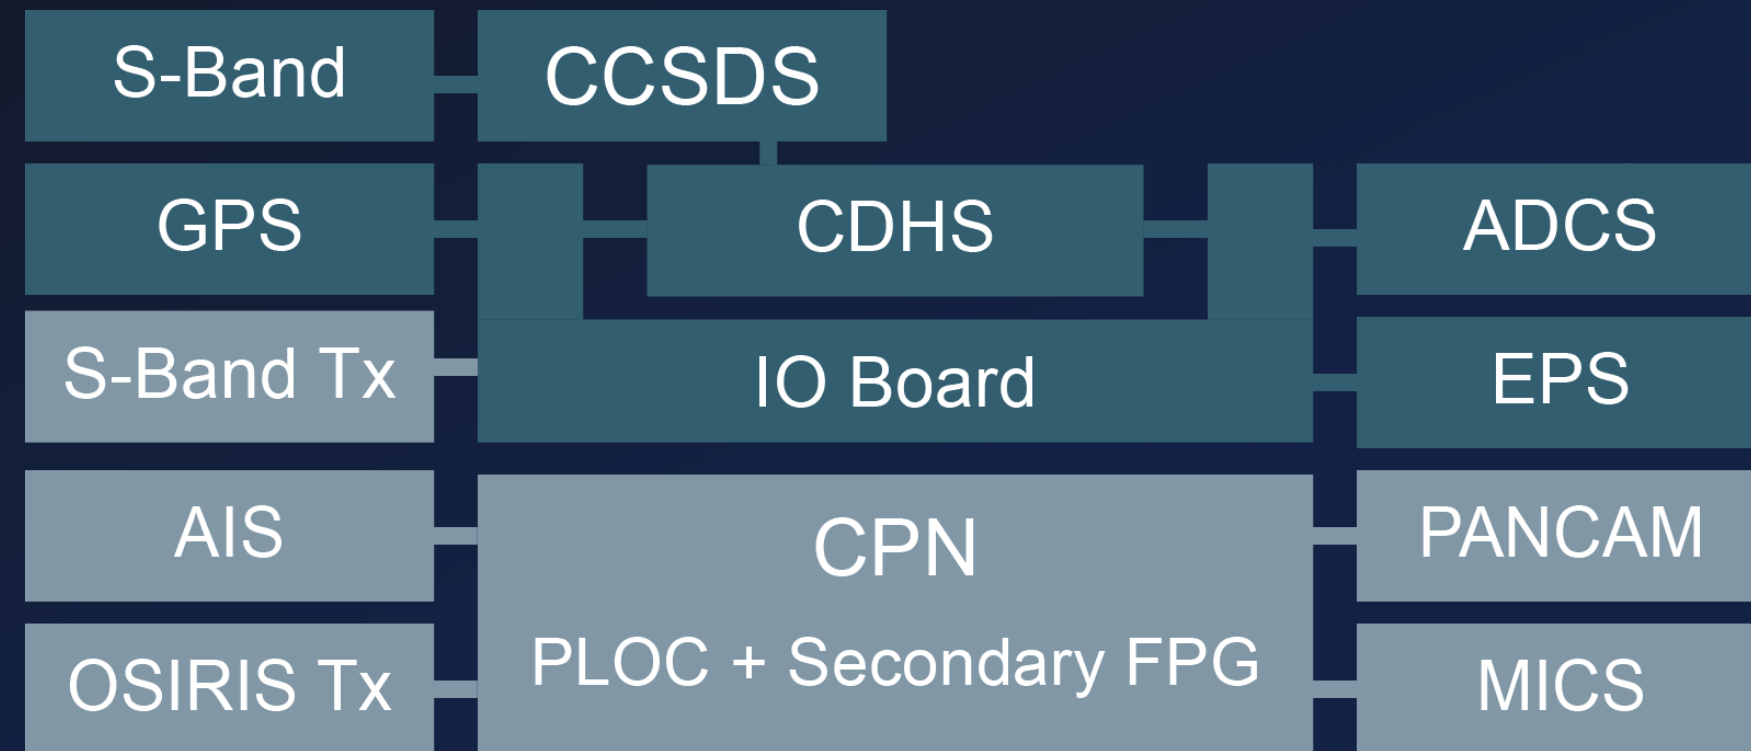 S-Band
CCSDS
GPS
CDHS
ADCS
S-Band Tx
IO Board
EPS
AIS
CPN
PANCAM
PLOC + Secondary FPG
OSIRIS Tx
MICS